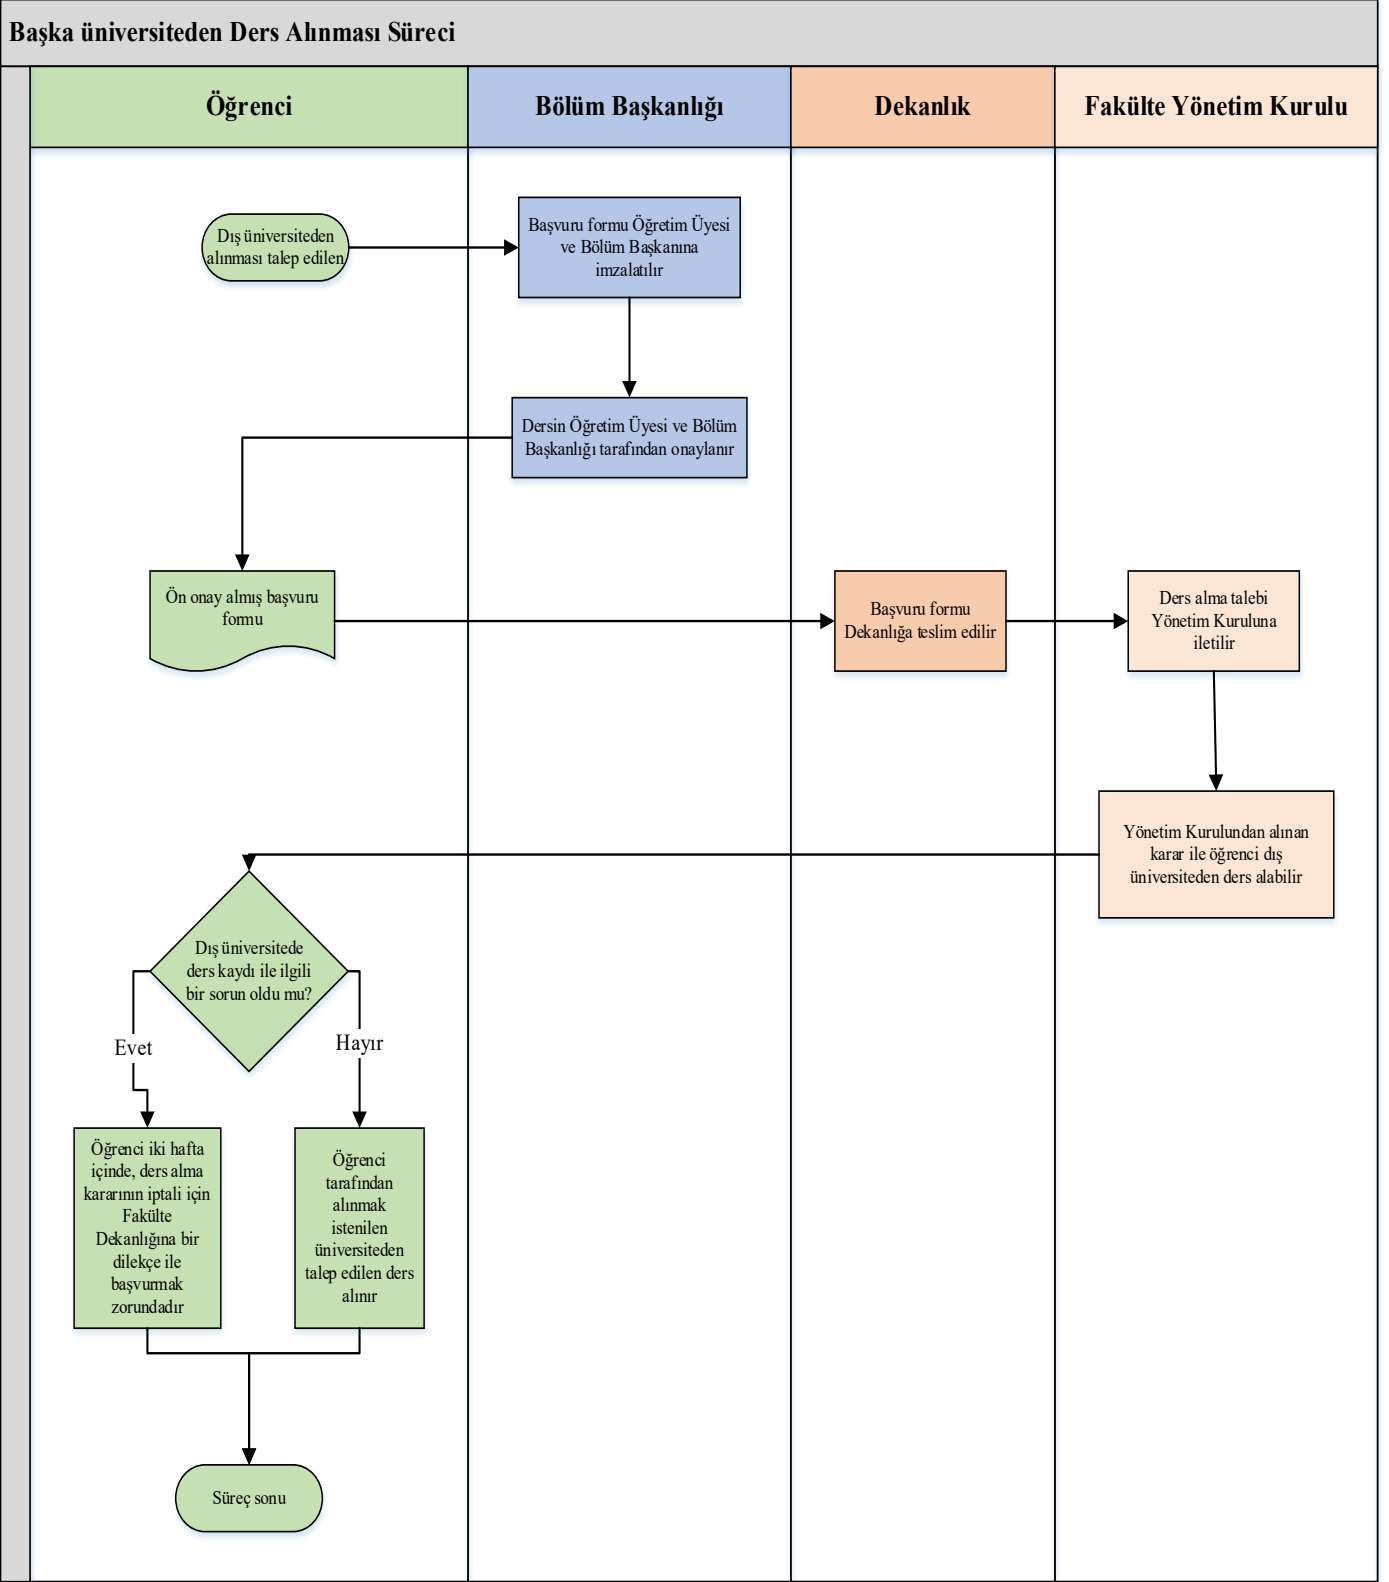 Başka üniversiteden Ders Alınması Süreci
Öğrenci
Bölüm Başkanlığı
Dekanlık
Fakülte Yönetim Kurulu
Dış üniversiteden
alınması talep edilen
Başvuru formu Öğretim Üyesi
ve Bölüm Başkanına
imzalatılır
Dersin Öğretim Üyesi ve Bölüm
Başkanlığı tarafından onaylanır
Ön onay almış başvuru
formu
Başvuru formu
Dekanlığa teslim edilir
Ders alma talebi
Yönetim Kuruluna
iletilir
Yönetim Kurulundan alınan
karar ile öğrenci dış
üniversiteden ders alabilir
Dış üniversitede
ders kaydı ile ilgili
bir sorun oldu mu?
Evet
Hayır
Öğrenci iki hafta
içinde, ders alma
kararının iptali için
Fakülte
Dekanlığına bir
dilekçe ile
başvurmak
zorundadır
Öğrenci
tarafından
alınmak
istenilen
üniversiteden
talep edilen ders
alınır
Süreç sonu